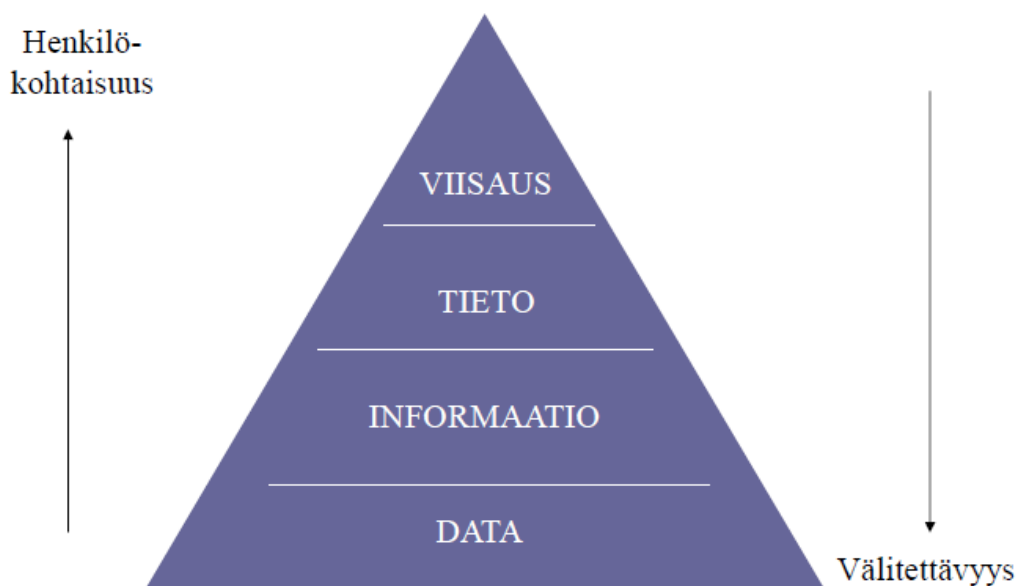 Henkilö-
kohtaisuus
VIISAUS
TIETO
INFORMAATIO
DATA
Välitettävyys